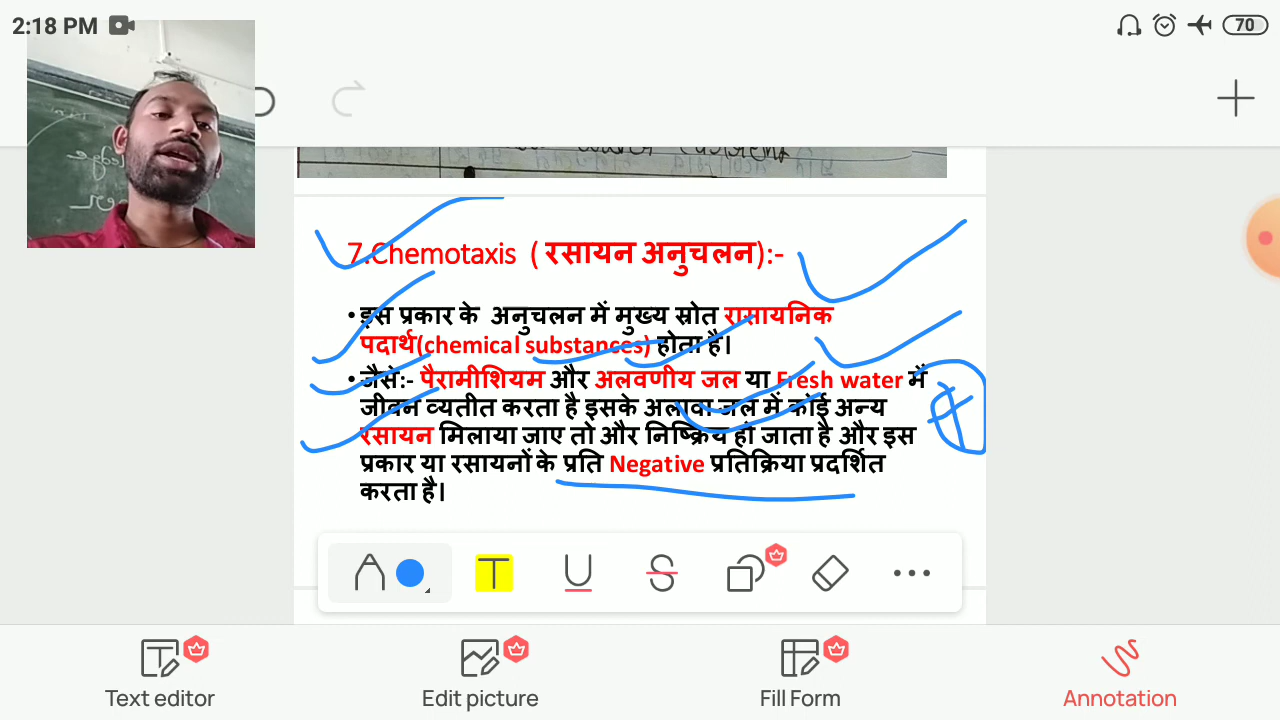 2:18 PM
70
7.Chemotaxis ( रसायन अनुचलन):-
•इस प्रकार के अनुचलन में मुख्य स्रोत रासायनिक
पदार्थ(chemical substances) होता है।
•जैसे:- पैरामीशियम और अलवणीय जल या Fresh water में
जीवन व्यतीत करता है इसके अलावा जल में कोई अन्य
रसायन मिलाया जाए तो और निष्क्रिय हो जाता है और इस
प्रकार या रसायनों के प्रति Negative प्रतिक्रिया प्रदर्शित
करता है।
Text editor
Edit picture
Fill Form
Annotation